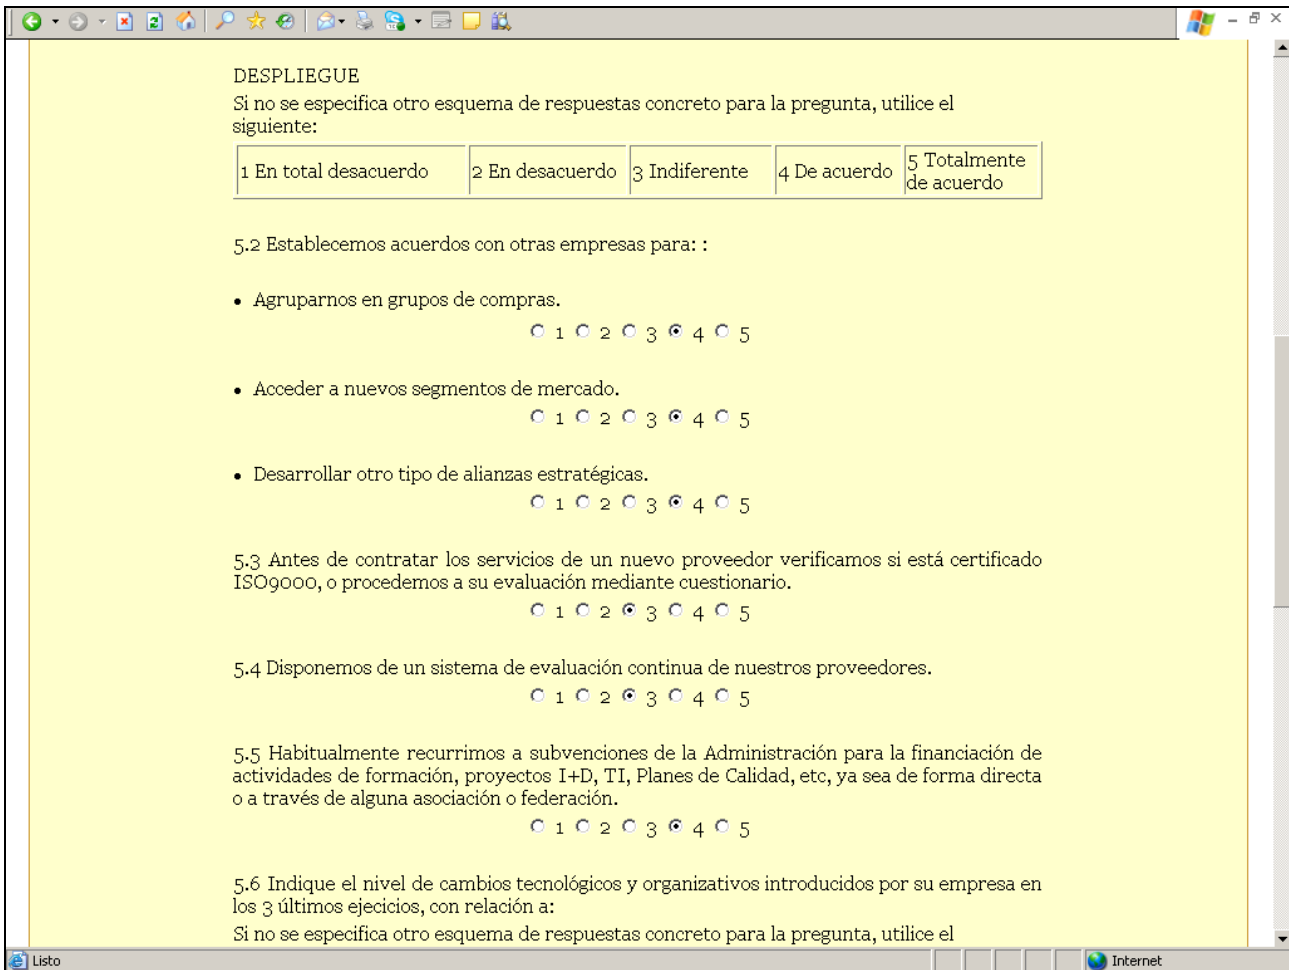 DESPLIEGUE
Si no se especifica otro esquema de respuestas concreto para la pregunta, utilice el
siguiente:
1 En total desacuerdo 2 En desacuerdo 3 Indiferente 4 De acuerdo 5 Totalmente de acuerdo
5.2 Establecemos acuerdos con otras empresas para: :
• Agruparnos en grupos de compras.
1 2 3 4 5
• Acceder a nuevos segmentos de mercado.
1 2 3 4 5
• Desarrollar otro tipo de alianzas estratégicas.
1 2 3 4 5
5.3 Antes de contratar los servicios de un nuevo proveedor verificamos si está certificado
ISO9000, o procedemos a su evaluación mediante cuestionario.
1 2 3 4 5
5.4 Disponemos de un sistema de evaluación continua de nuestros proveedores.
1 2 3 4 5
5.5 Habitualmente recurrimos a subvenciones de la Administración para la financiación de
actividades de formación, proyectos I+D, TI, Planes de Calidad, etc, ya sea de forma directa
o a través de alguna asociación o federación.
1 2 3 4 5
5.6 Indique el nivel de cambios tecnológicos y organizativos introducidos por su empresa en
los 3 últimos ejecicios, con relación a:
Si no se especifica otro esquema de respuestas concreto para la pregunta, utilice el
Listo Internet